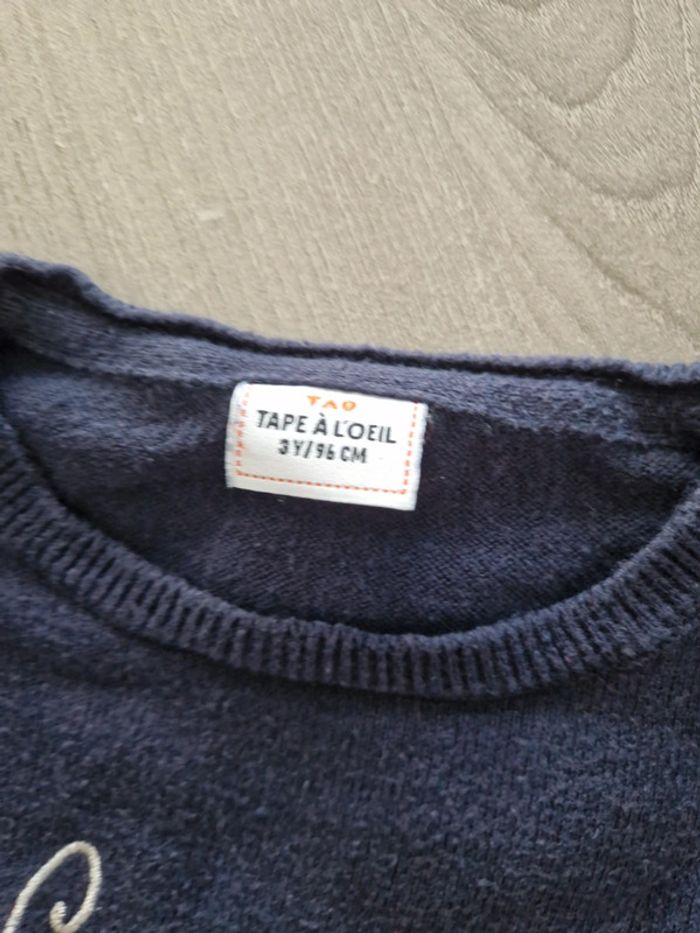 TAO
TAPE À L'OEIL
3Y/96 CM